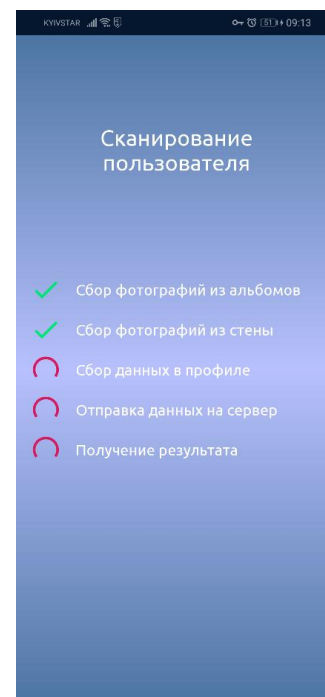 KYIVSTAR 51 09:13
Сканирование
пользователя
Сбор фотографий из альбомов
Сбор фотографий из стены
Сбор данных в профиле
Отправка данных на сервер
Получение результата